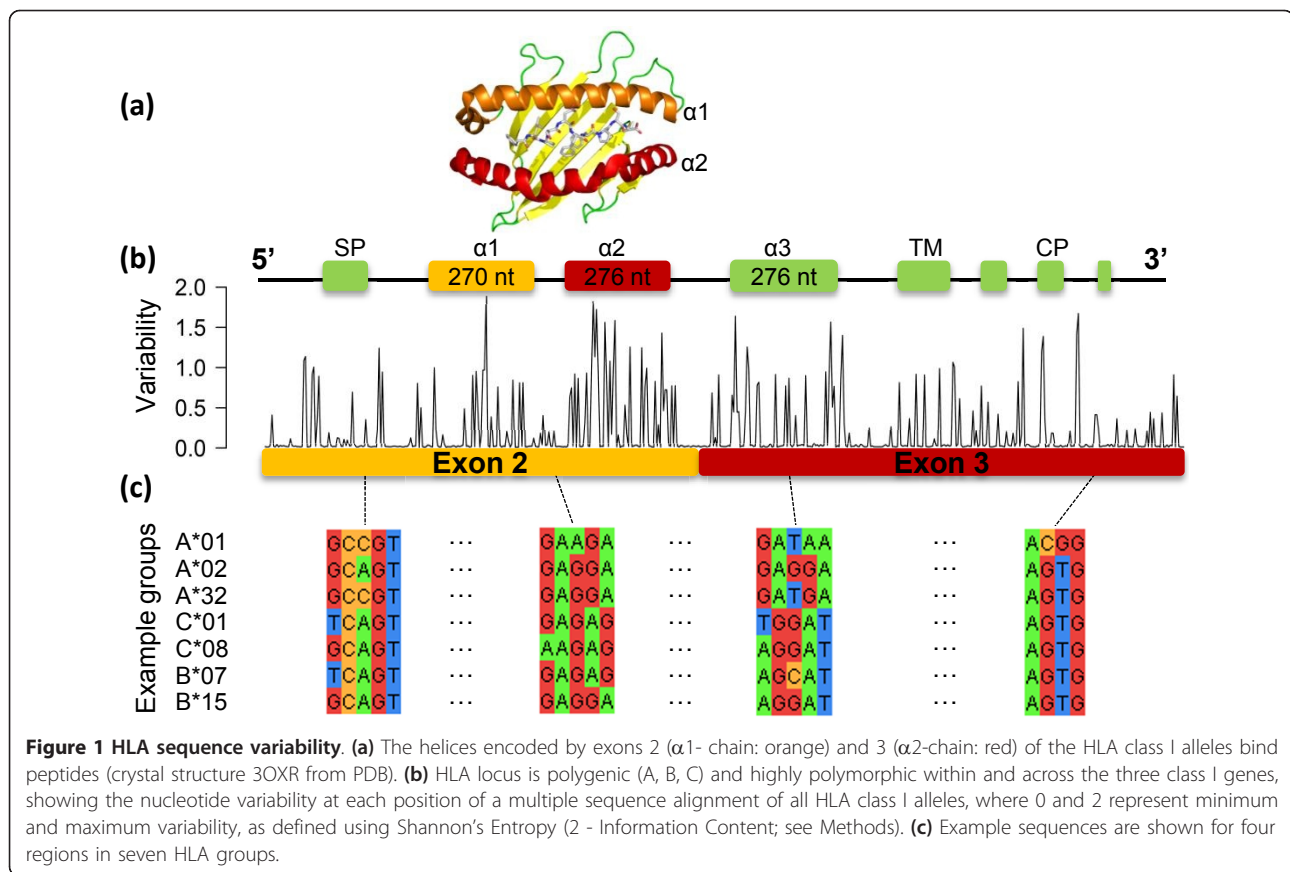 (a)
α1
α2
(b)
5’
SP
α1
α2
α3
TM
CP
3’
270 nt
276 nt
276 nt
Variability
2.0
1.5
1.0
0.5
0.0
Exon 2
Exon 3
(c)
Example groups
A*01 GCCGT ... GAAGA ... GATAA ... ACGG
A*02 GCAGT ... GAGGA ... GAGGA ... AGTG
A*32 GCCGT ... GAGGA ... GATGA ... AGTG
C*01 TCAGT ... GAGAG ... TGGAT ... AGTG
C*08 GCAGT ... AAGAG ... AGGAT ... AGTG
B*07 TCAGT ... GAGAG ... AGCAT ... AGTG
B*15 GCAGT ... GAGGA ... AGGAT ... AGTG
Figure 1 HLA sequence variability. (a) The helices encoded by exons 2 (α1- chain: orange) and 3 (α2-chain: red) of the HLA class I alleles bind
peptides (crystal structure 3OXR from PDB). (b) HLA locus is polygenic (A, B, C) and highly polymorphic within and across the three class I genes,
showing the nucleotide variability at each position of a multiple sequence alignment of all HLA class I alleles, where 0 and 2 represent minimum
and maximum variability, as defined using Shannon’s Entropy (2 - Information Content; see Methods). (c) Example sequences are shown for four
regions in seven HLA groups.